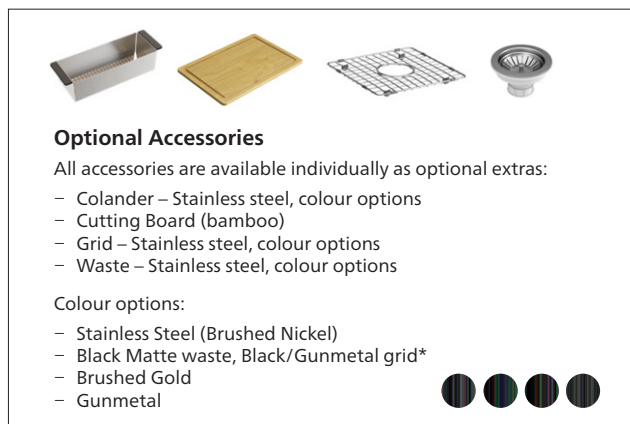 Optional Accessories
All accessories are available individually as optional extras:
– Colander – Stainless steel, colour options
– Cutting Board (bamboo)
– Grid – Stainless steel, colour options
– Waste – Stainless steel, colour options
Colour options:
– Stainless Steel (Brushed Nickel)
– Black Matte waste, Black/Gunmetal grid*
– Brushed Gold
– Gunmetal